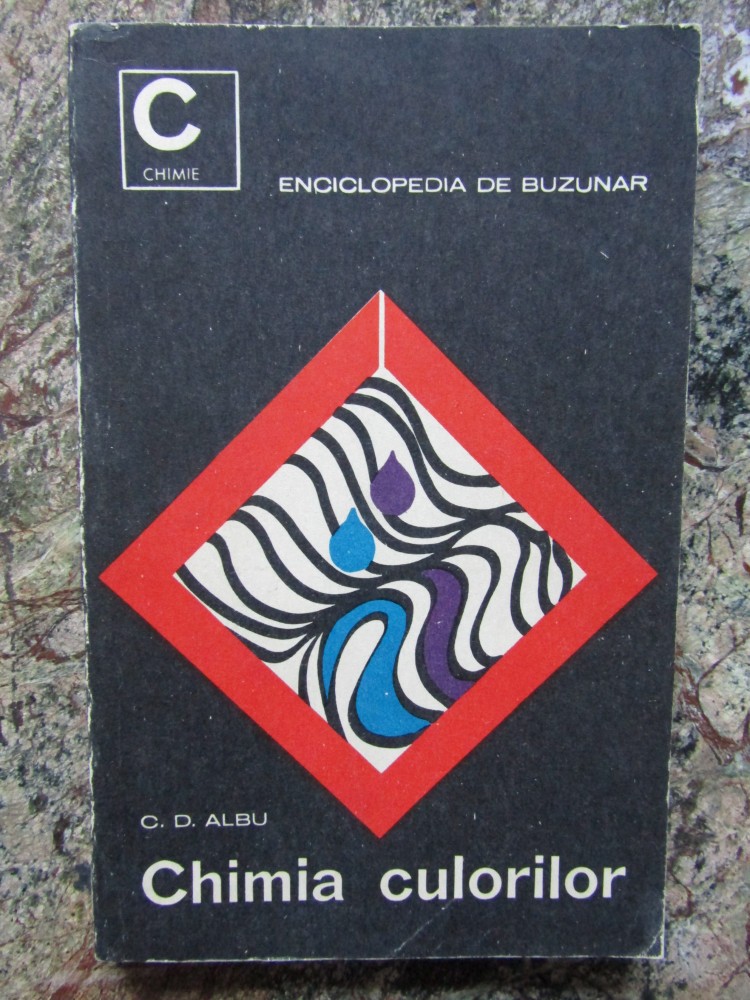 C
CHIMIE
ENCICLOPEDIA DE BUZUNAR
C. D. ALBU
Chimia culorilor